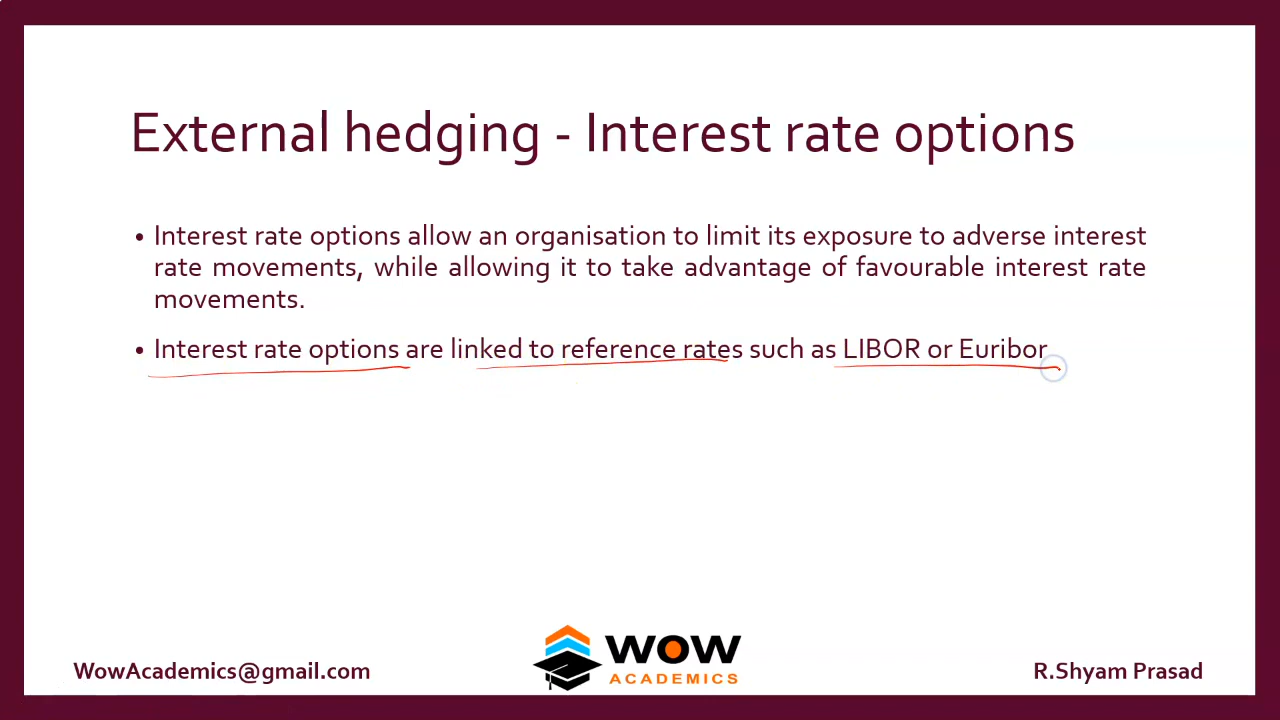 External hedging - Interest rate options
• Interest rate options allow an organisation to limit its exposure to adverse interest
rate movements, while allowing it to take advantage of favourable interest rate
movements.
• Interest rate options are linked to reference rates such as LIBOR or Euribor
WowAcademics@gmail.com
WOW
ACADEMICS
R.Shyam Prasad